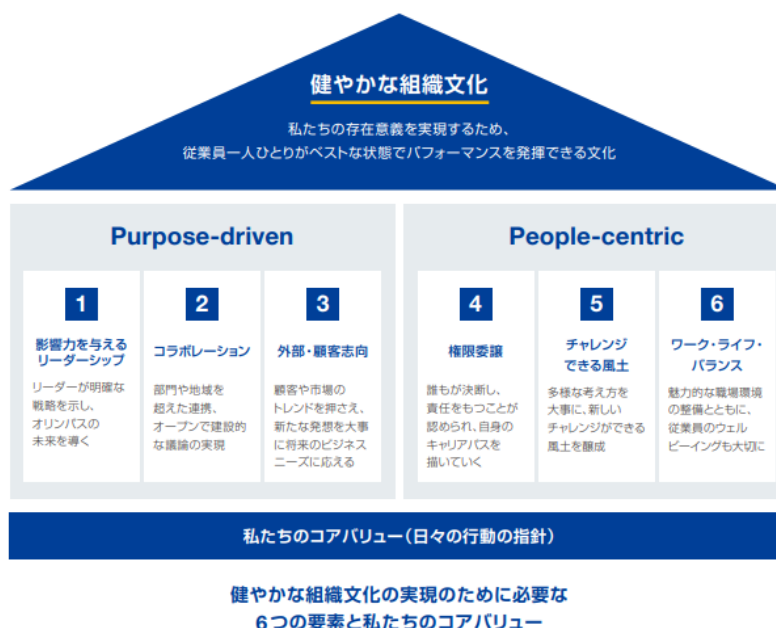 健やかな組織文化
私たちの存在意義を実現するため、
従業員一人ひとりがベストな状態でパフォーマンスを発揮できる文化
Purpose-driven
1
影響力を与える
リーダーシップ
リーダーが明確な
戦略を示し、
オリンパスの
未来を導く
2
コラボレーション
部門や地域を
超えた連携、
オープンで建設的
な議論の実現
3
外部・顧客志向
顧客や市場の
トレンドを押さえ、
新たな発想を大事
に将来のビジネス
ニーズに応える
People-centric
4
権限委譲
誰もが決断し、
責任をもつことが
認められ、自身の
キャリアパスを
描いていく
5
チャレンジ
できる風土
多様な考え方を
大事に、新しい
チャレンジができる
風土を醸成
6
ワーク・ライフ・
バランス
魅力的な職場環境
の整備とともに、
従業員のウェル
ビーイングも大切に
私たちのコアバリュー(日々の行動の指針)
健やかな組織文化の実現のために必要な
6つの要素と私たちのコアバリュー